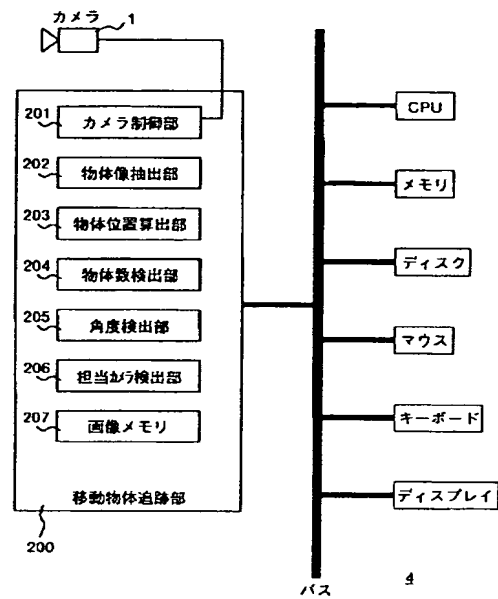 カメラ
1
201
カメラ制御部
202
物体像抽出部
203
物体位置算出部
204
物体数検出部
205
角度検出部
206
担当カメラ検出部
207
画像メモリ
移動物体追跡部
200
CPU
メモリ
ディスク
マウス
キーボード
ディスプレイ
バス
4